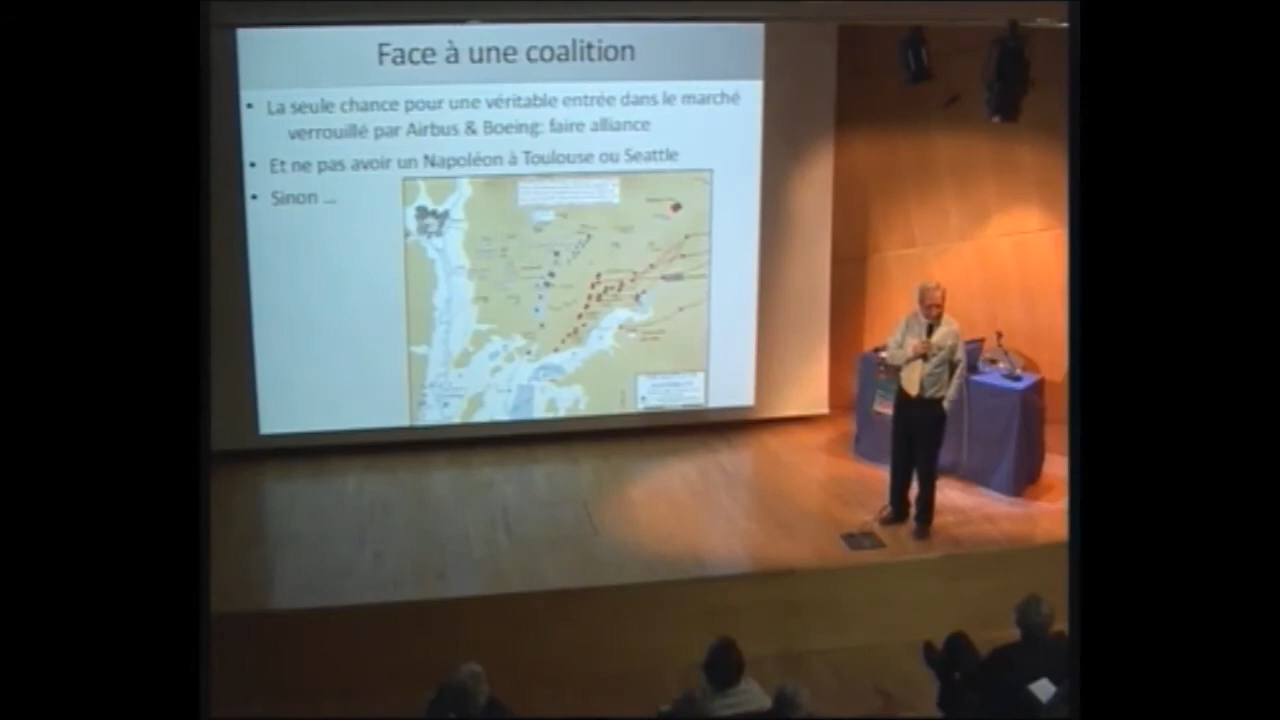 Face à une coalition
• La seule chance pour une véritable entrée dans le marché
verrouillé par Airbus & Boeing: faire alliance
• Et ne pas avoir un Napoléon à Toulouse ou Seattle
• Sinon ...